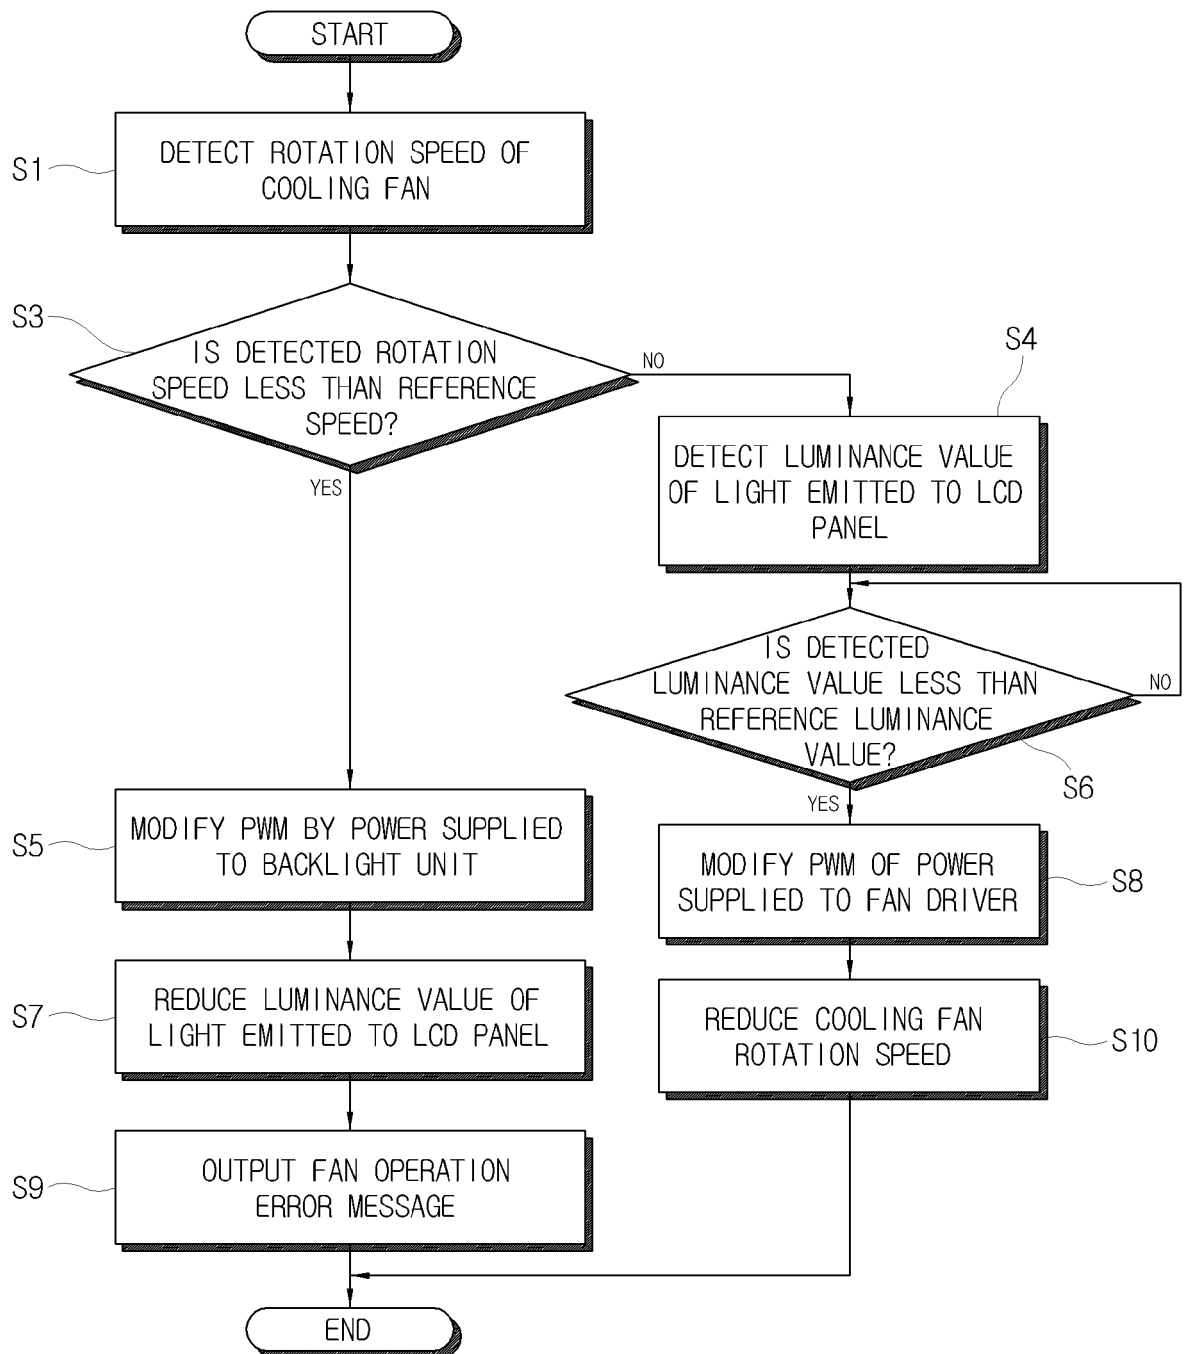 START
S1
DETECT ROTATION SPEED OF
COOLING FAN
S3
IS DETECTED ROTATION
SPEED LESS THAN REFERENCE
SPEED?
NO
YES
S4
DETECT LUMINANCE VALUE
OF LIGHT EMITTED TO LCD
PANEL
IS DETECTED
LUMINANCE VALUE LESS THAN
REFERENCE LUMINANCE
VALUE?
NO
S6
YES
S5
MODIFY PWM BY POWER SUPPLIED
TO BACKLIGHT UNIT
MODIFY PWM OF POWER
SUPPLIED TO FAN DRIVER
S8
S7
REDUCE LUMINANCE VALUE OF
LIGHT EMITTED TO LCD PANEL
REDUCE COOLING FAN
ROTATION SPEED
S10
S9
OUTPUT FAN OPERATION
ERROR MESSAGE
END